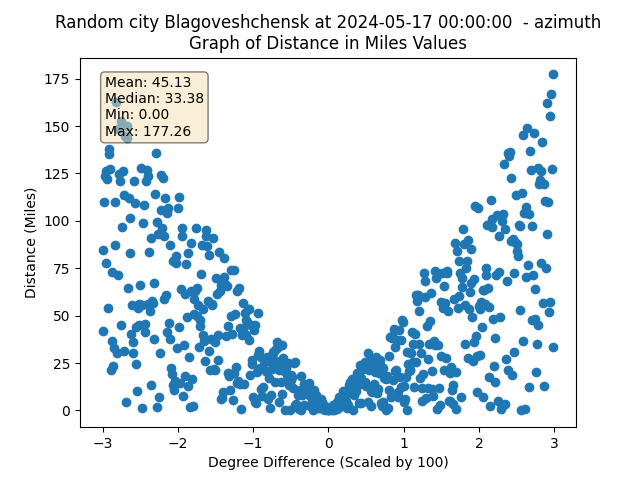 Random city Blagoveshchensk at 2024-05-17 00:00:00 - azimuth
Graph of Distance in Miles Values
Mean: 45.13
Median: 33.38
Min: 0.00
Max: 177.26
Distance (Miles)
175
150
125
100
75
50
25
0
−3 −2 −1 0 1 2 3
Degree Difference (Scaled by 100)